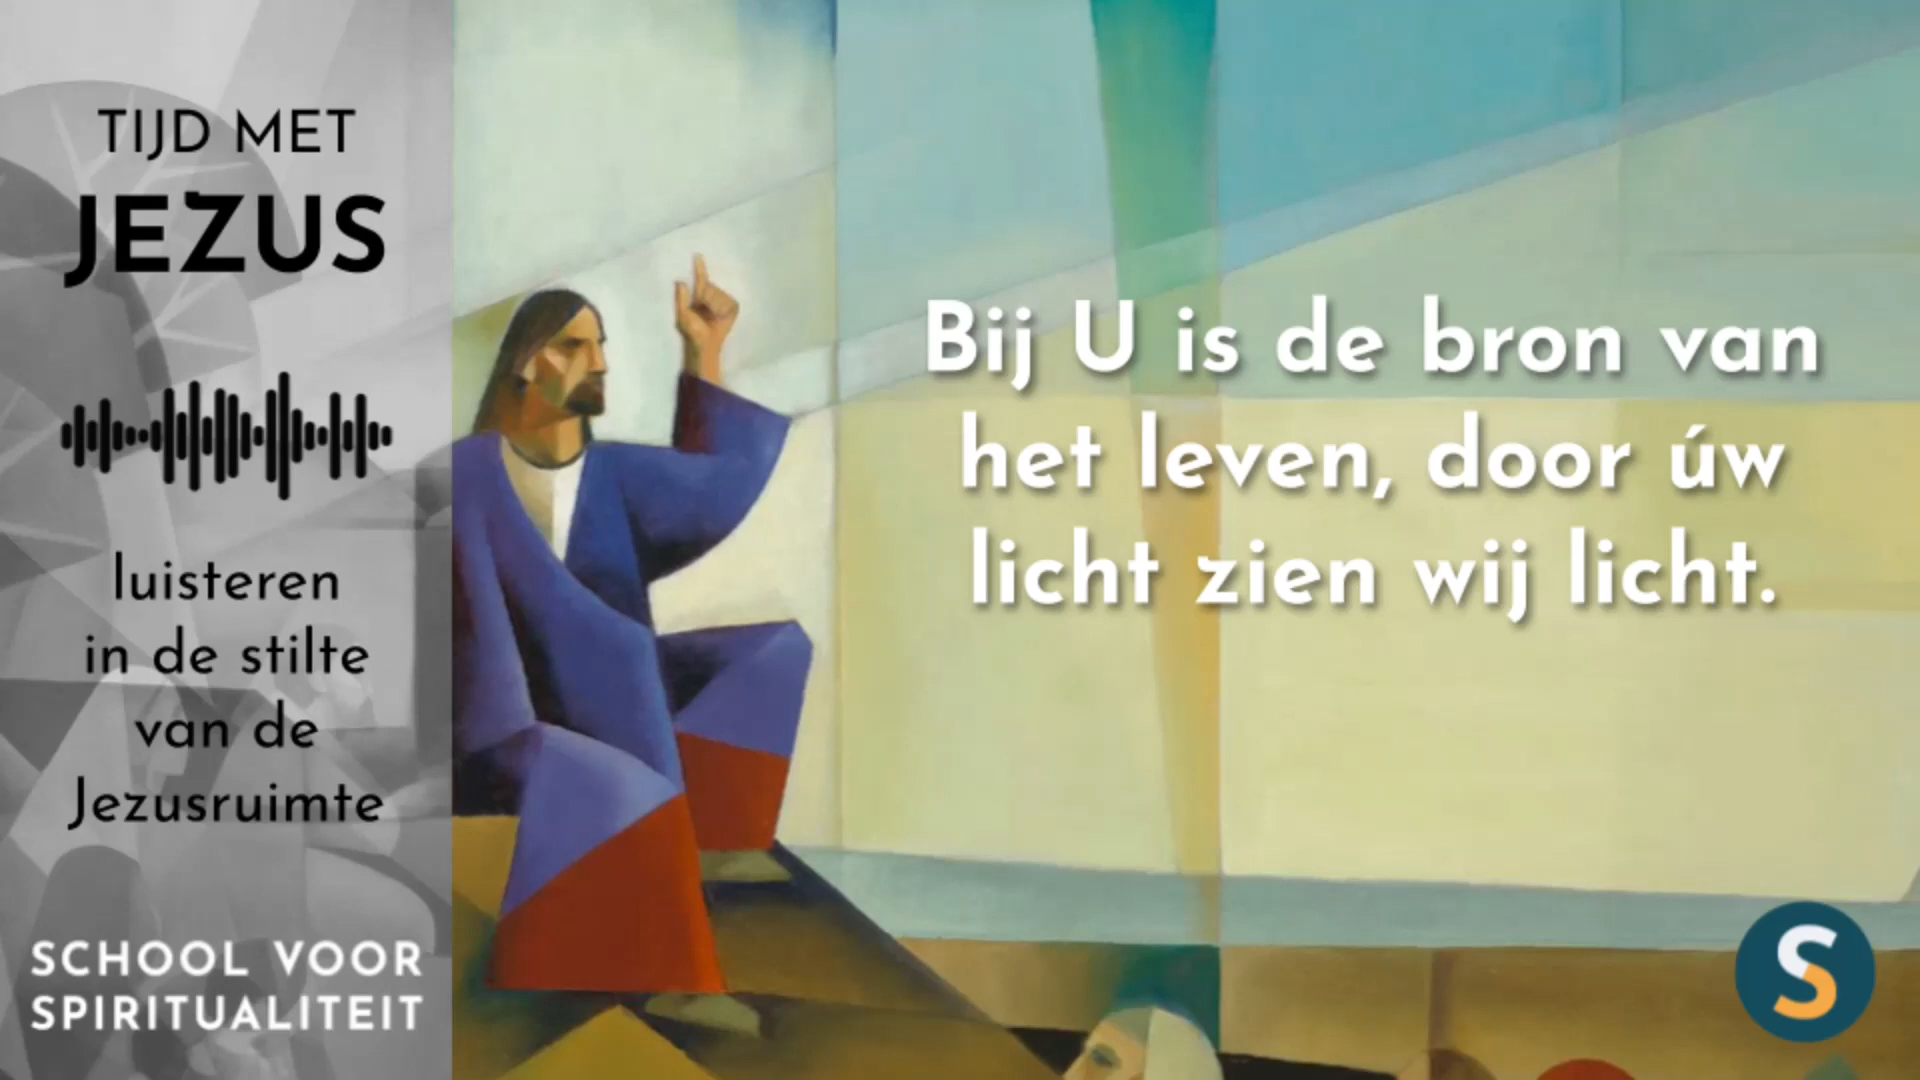 TIJD MET
JEZUS
luisteren
in de stilte
van de
Jezusruimte
SCHOOL VOOR
SPIRITUALITEIT
Bij U is de bron van
het leven, door úw
licht zien wij licht.
S